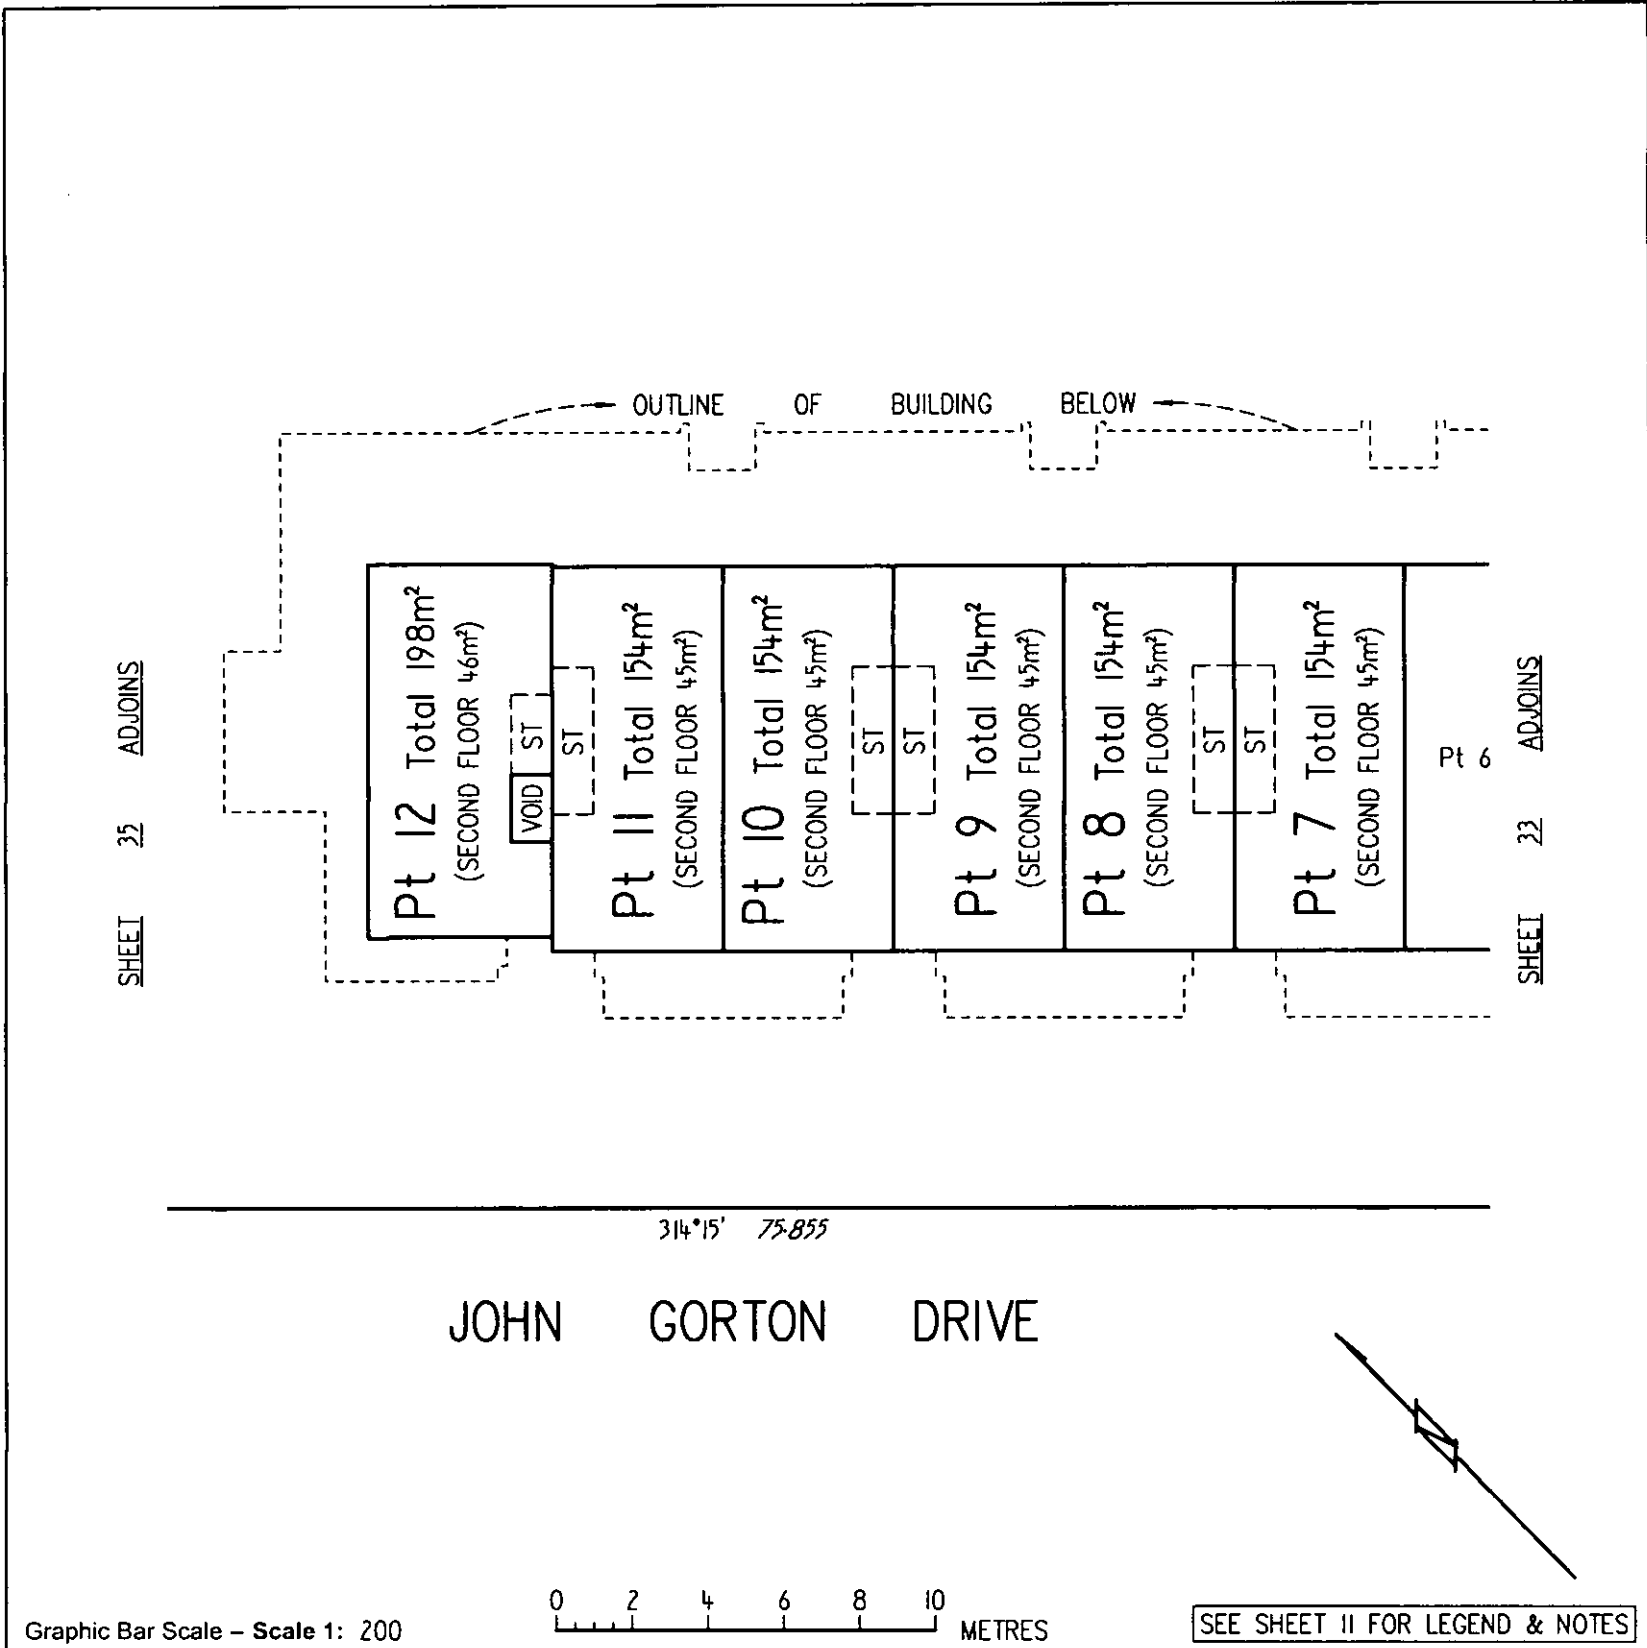 OUTLINE OF BUILDING BELOW
SHEET 35 ADJOINS
Pt 12 Total 198m²
(SECOND FLOOR 46m²)
VOID
ST
ST
Pt 11 Total 154m²
(SECOND FLOOR 45m²)
Pt 10 Total 154m²
(SECOND FLOOR 45m²)
ST
ST
Pt 9 Total 154m²
(SECOND FLOOR 45m²)
Pt 8 Total 154m²
(SECOND FLOOR 45m²)
ST
ST
Pt 7 Total 154m²
(SECOND FLOOR 45m²)
Pt 6
SHEET 33 ADJOINS
314°15' 75·855
JOHN GORTON DRIVE
N
0 2 4 6 8 10
METRES
Graphic Bar Scale – Scale 1: 200
SEE SHEET 11 FOR LEGEND & NOTES